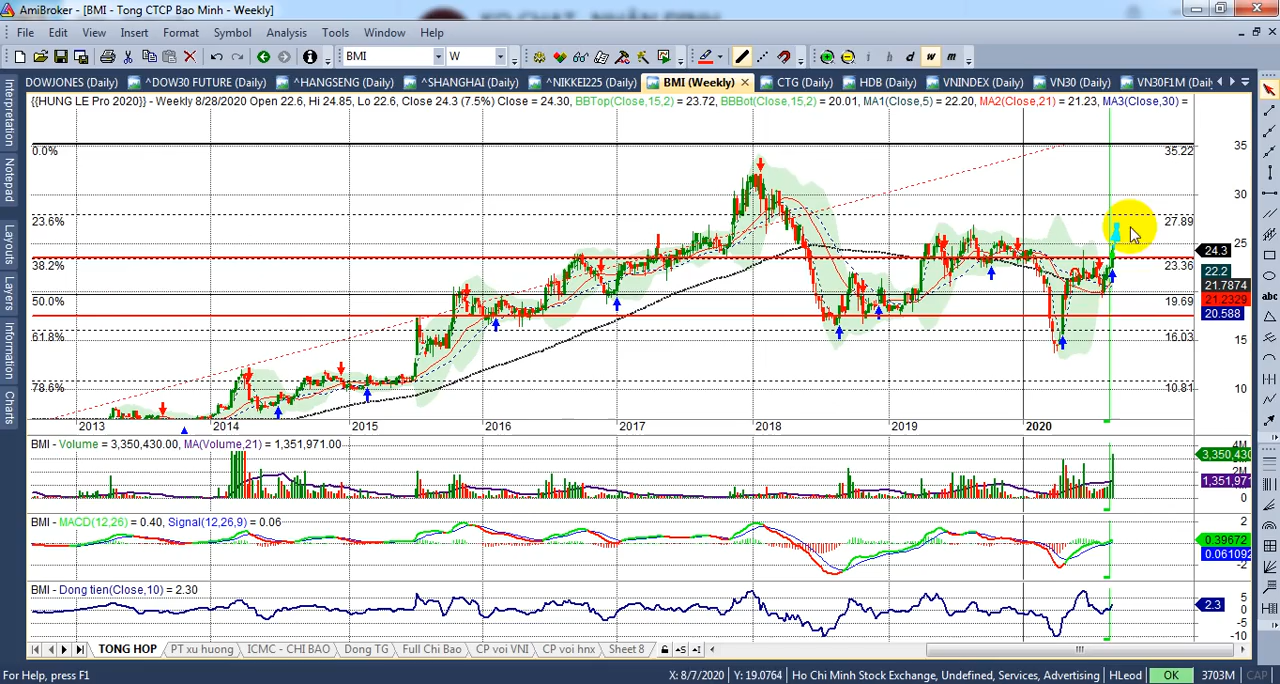 AmiBroker - [BMI - Tong CTCP Bao Minh - Weekly]
File Edit View Insert Format Symbol Analysis Tools Window Help
BMI W i h d w m
DOWJONES (Daily) ^DOW30 FUTURE (Daily) ^HANGSENG (Daily) ^SHANGHAI (Daily) ^NIKKEI225 (Daily) BMI (Weekly) CTG (Daily) HDB (Daily) VNINDEX (Daily) VN30 (Daily) VN30F1M (Daily)
{{HUNG LE Pro 2020}} - Weekly 8/28/2020 Open 22.6, Hi 24.85, Lo 22.6, Close 24.3 (7.5%) Close = 24.30, BBTop(Close,15,2) = 23.72, BBBot(Close,15,2) = 20.01, MA1(Close,5) = 22.20, MA2(Close,21) = 21.23, MA3(Close,30) =
Interpretation
Notepad
Layouts
Layers
Information
Charts
0.0% 35.22 35
30
23.6% 27.89
25
24.3
38.2% 23.36
22.2
21.7874
50.0% 19.69 21.2329
20.588
61.8% 16.03 15
78.6% 10.81 10
2013 2014 2015 2016 2017 2018 2019 2020
abc
BMI - Volume = 3,350,430.00, MA(Volume,21) = 1,351,971.00
4M
3,350,430
2M
1,351,971
0
BMI - MACD(12,26) = 0.40, Signal(12,26,9) = 0.06
2
0.39672
0.061092
-2
BMI - Dong tien(Close,10) = 2.30
5
2.3
0
-5
-10
TONG HOP PT xu huong ICMC - CHI BAO Dong TG Full Chi Bao CP voi VNI CP voi hnx Sheet 8
For Help, press F1 X: 8/7/2020 Y: 19.0764 Ho Chi Minh Stock Exchange, Undefined, Services, Advertising HLeod OK 3703M CAP